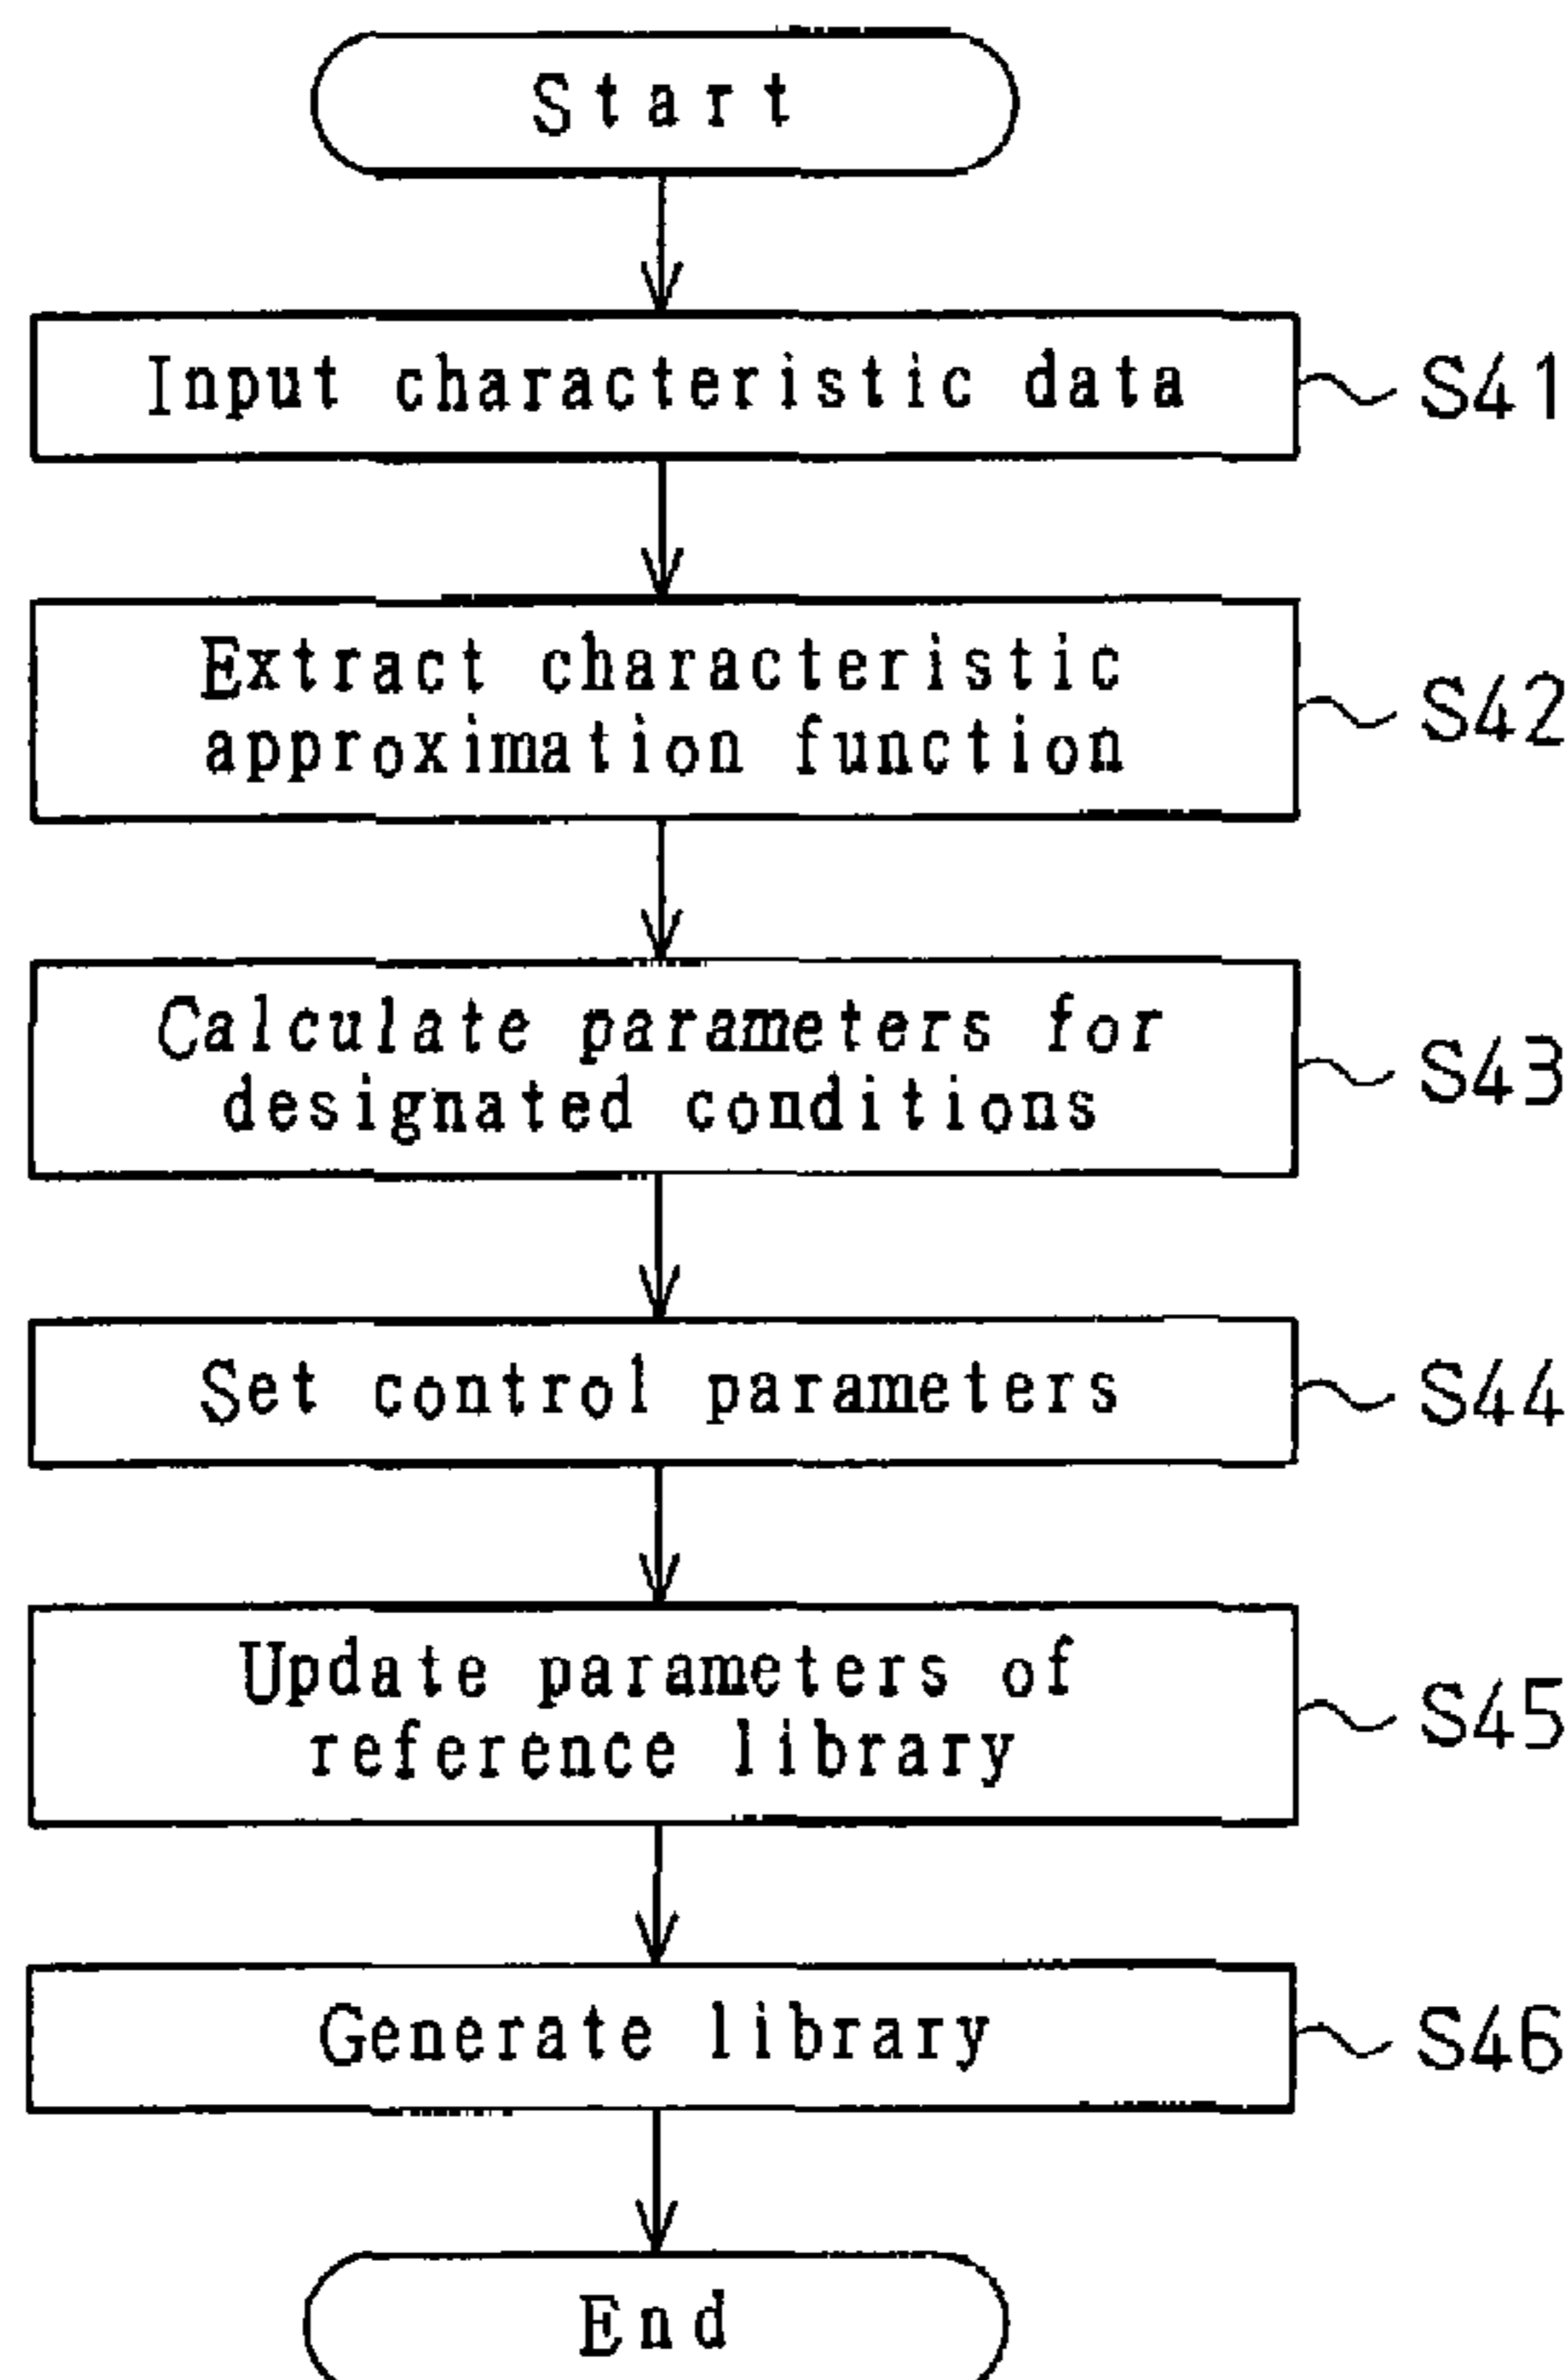 Start
Input characteristic data
S41
Extract characteristic
approximation function
S42
Calculate parameters for
designated conditions
S43
Set control parameters
S44
Update parameters of
reference library
S45
Generate library
S46
End